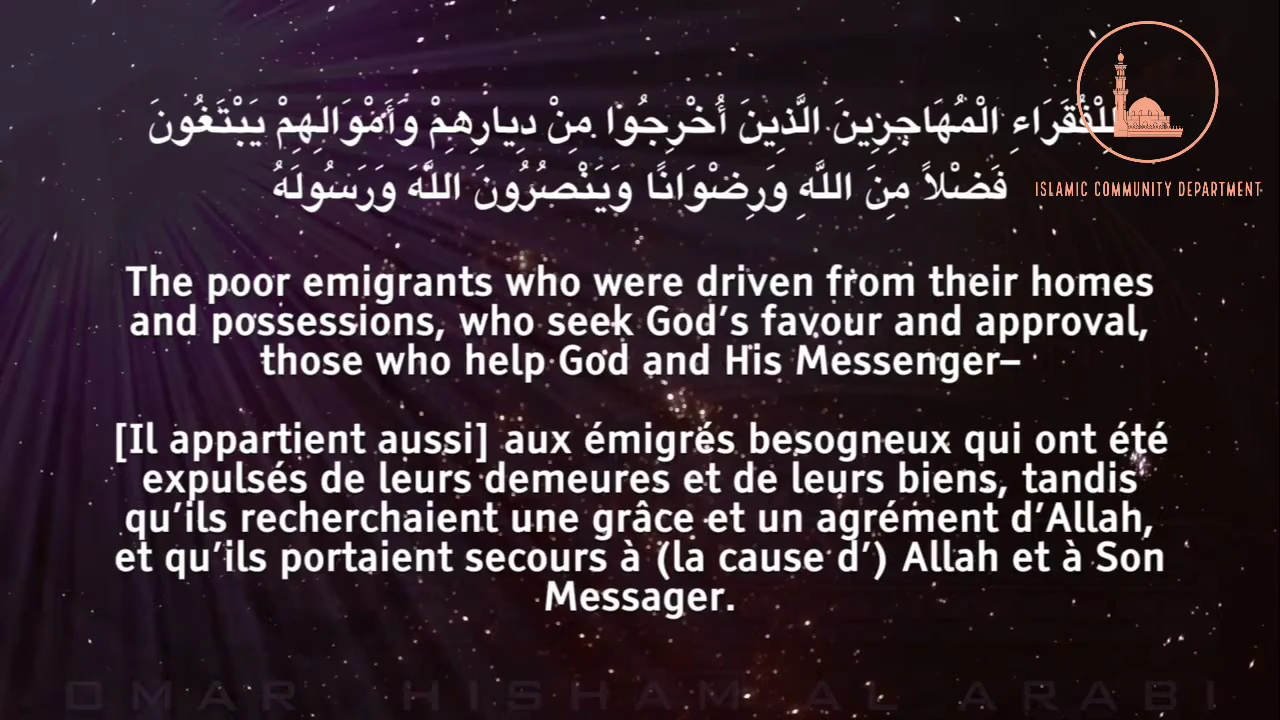 لِلْفُقَرَاءِ الْمُهَاجِرِينَ الَّذِينَ أُخْرِجُوا مِنْ دِيارِهِمْ وَأَمْوَالِهِمْ يَبْتَغُونَ
فَضْلاً مِنَ اللَّهِ وَرِضْوَانًا وَيَنْصُرُونَ اللَّهَ وَرَسُولَهُ
ISLAMIC COMMUNITY DEPARTMENT
The poor emigrants who were driven from their homes
and possessions, who seek God’s favour and approval,
those who help God and His Messenger–
[Il appartient aussi] aux émigrés besogneux qui ont été
expulsés de leurs demeures et de leurs biens, tandis
qu’ils recherchaient une grâce et un agrément d’Allah,
et qu’ils portaient secours à (la cause d’) Allah et à Son
Messager.
OMAR HISHAM AL ARABI